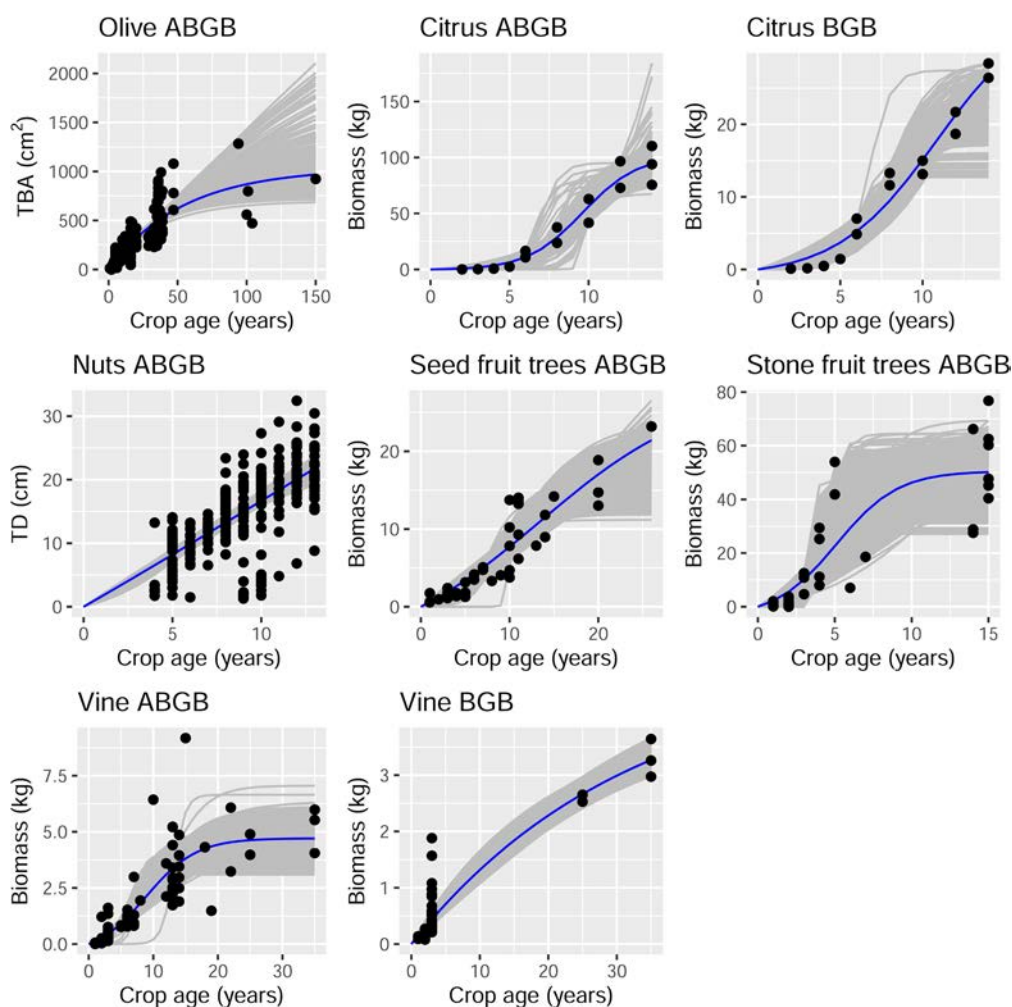 Olive ABGB
Citrus ABGB
Citrus BGB
TBA (cm²)
2000
1500
1000
500
0
0 50 100 150
Crop age (years)
Biomass (kg)
150
100
50
0
0 5 10
Crop age (years)
Biomass (kg)
20
10
0
0 5 10
Crop age (years)
Nuts ABGB
Seed fruit trees ABGB
Stone fruit trees ABGB
TD (cm)
30
20
10
0
0 5 10
Crop age (years)
Biomass (kg)
20
10
0
0 10 20
Crop age (years)
Biomass (kg)
80
60
40
20
0
0 5 10 15
Crop age (years)
Vine ABGB
Vine BGB
Biomass (kg)
7.5
5.0
2.5
0.0
0 10 20 30
Crop age (years)
Biomass (kg)
3
2
1
0
0 10 20 30
Crop age (years)